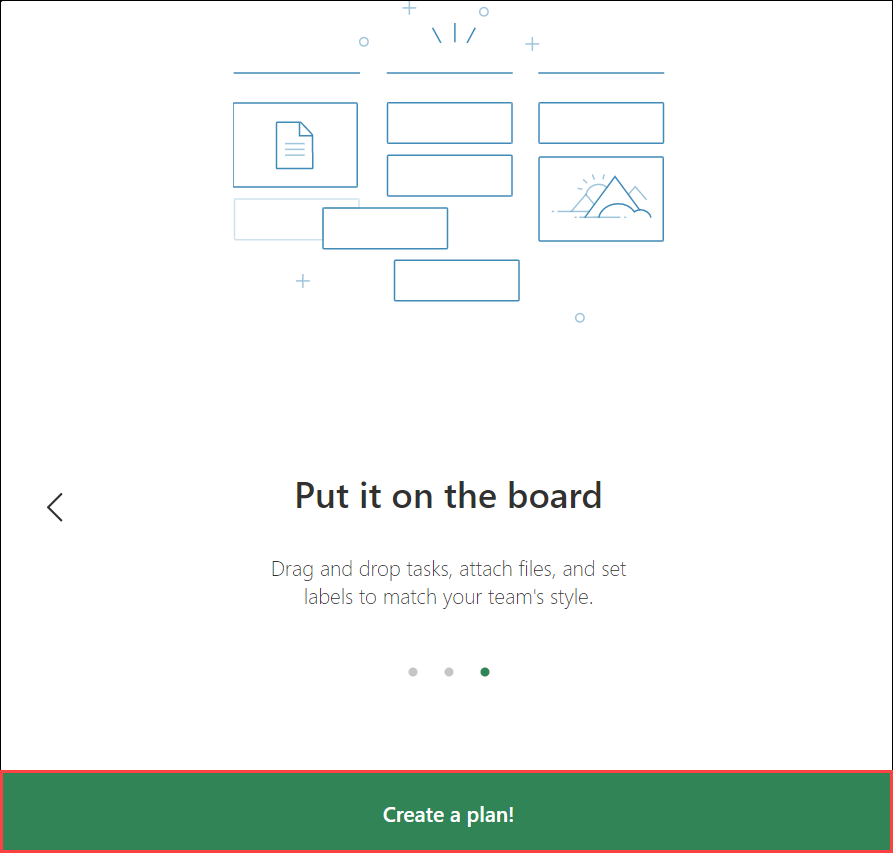 Put it on the board
Drag and drop tasks, attach files, and set
labels to match your team's style.
Create a plan!